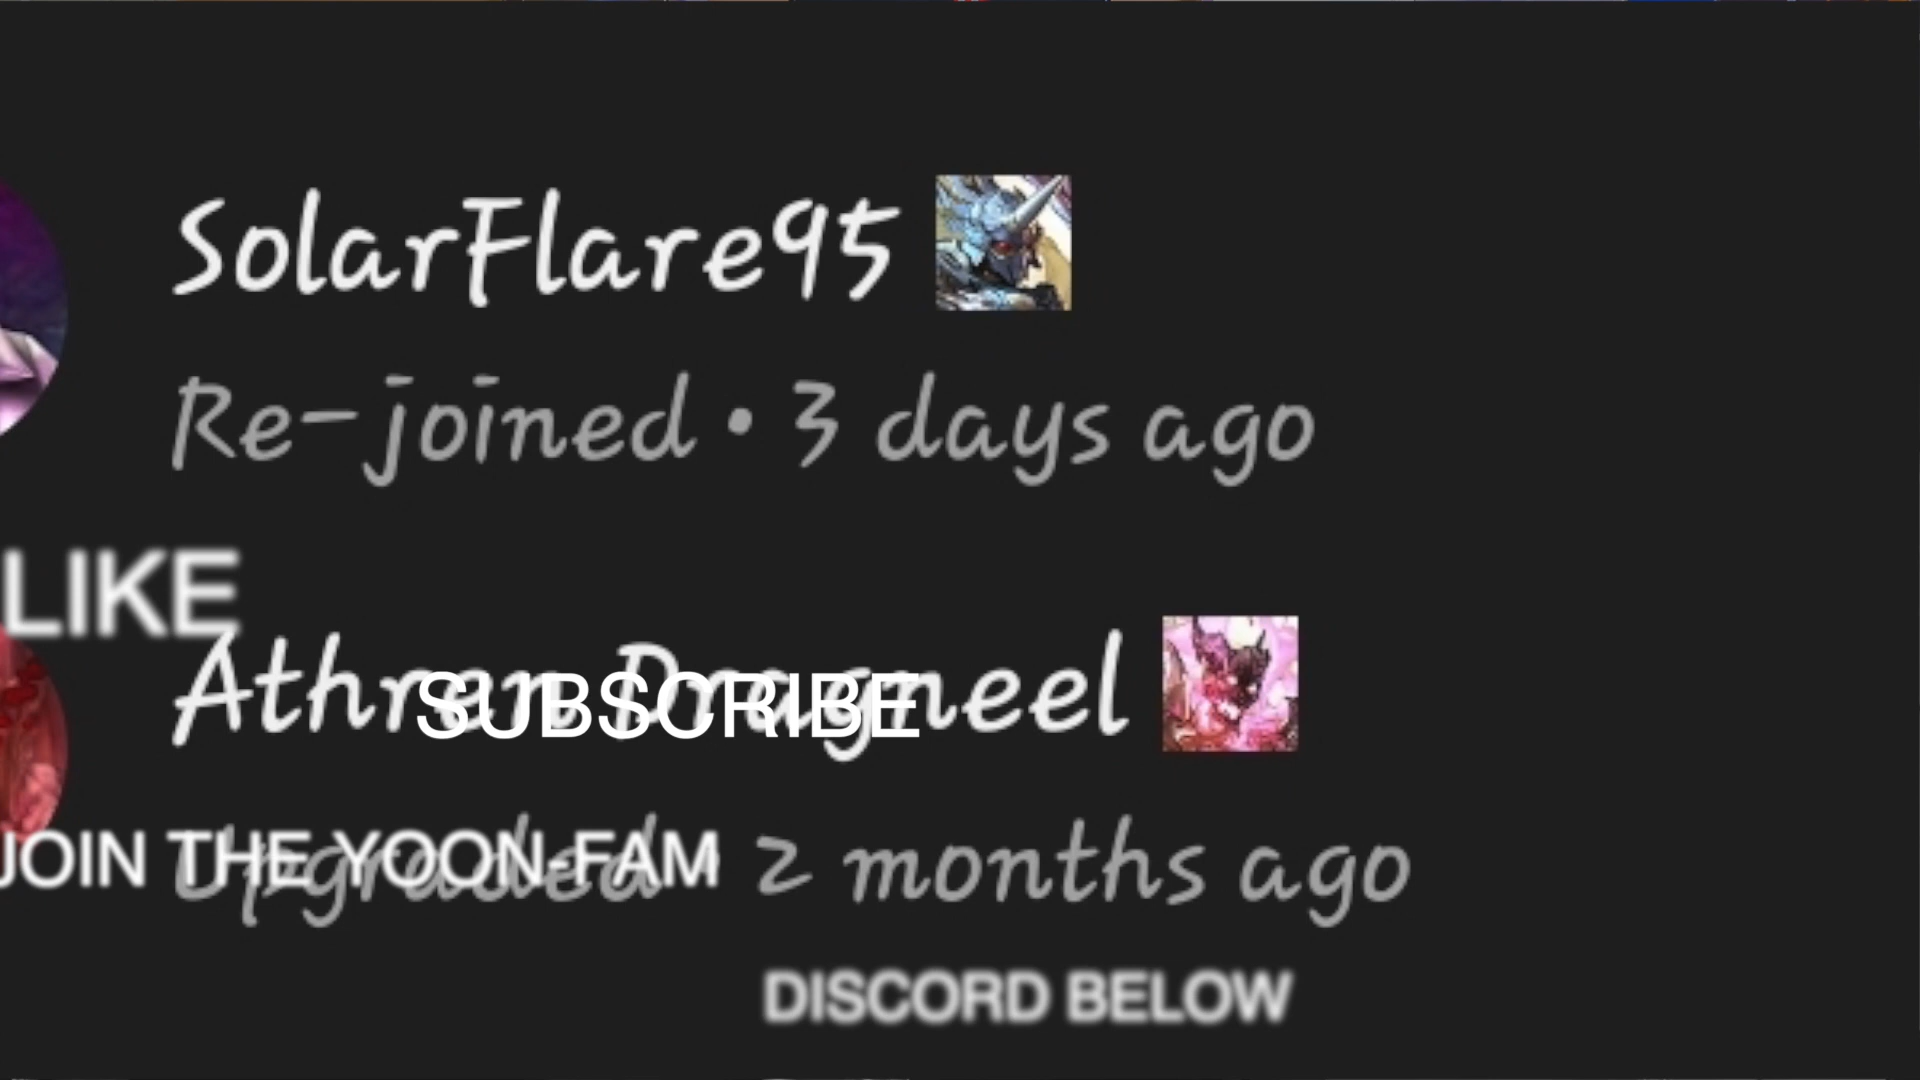 SolarFlare95
Re-joined • 3 days ago
LIKE
Athren Dragneel
SUBSCRIBE
JOIN THE YOON-FAM
Upgraded 2 months ago
DISCORD BELOW